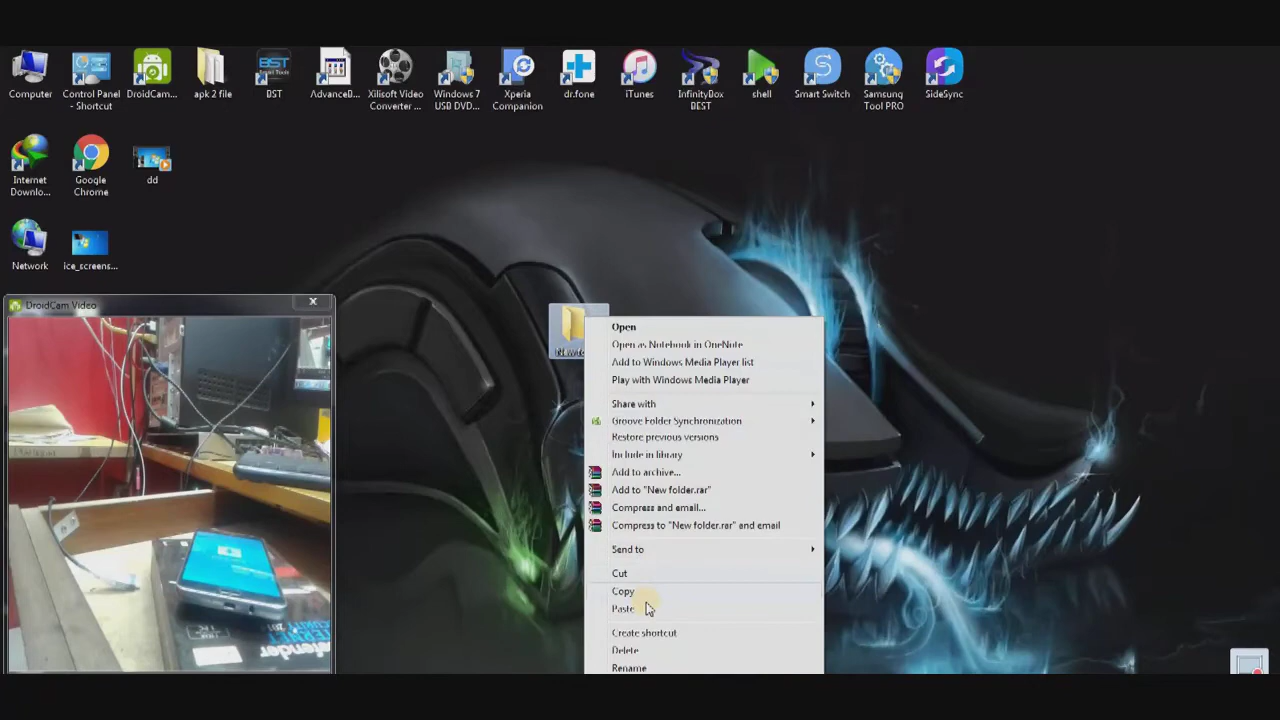 Computer
Control Panel - Shortcut
DroidCam...
apk 2 file
BST
AdvanceB...
Xilisoft Video Converter ...
Windows 7 USB DVD...
Xperia Companion
dr.fone
iTunes
InfinityBox BEST
shell
Smart Switch
Samsung Tool PRO
SideSync
Internet Downlo...
Google Chrome
dd
Network
ice_screens...
DroidCam Video
Open
Open as Notebook in OneNote
Add to Windows Media Player list
Play with Windows Media Player
Share with
Groove Folder Synchronization
Restore previous versions
Include in library
Add to archive...
Add to "New folder.rar"
Compress and email...
Compress to "New folder.rar" and email
Send to
Cut
Copy
Paste
Create shortcut
Delete
Rename